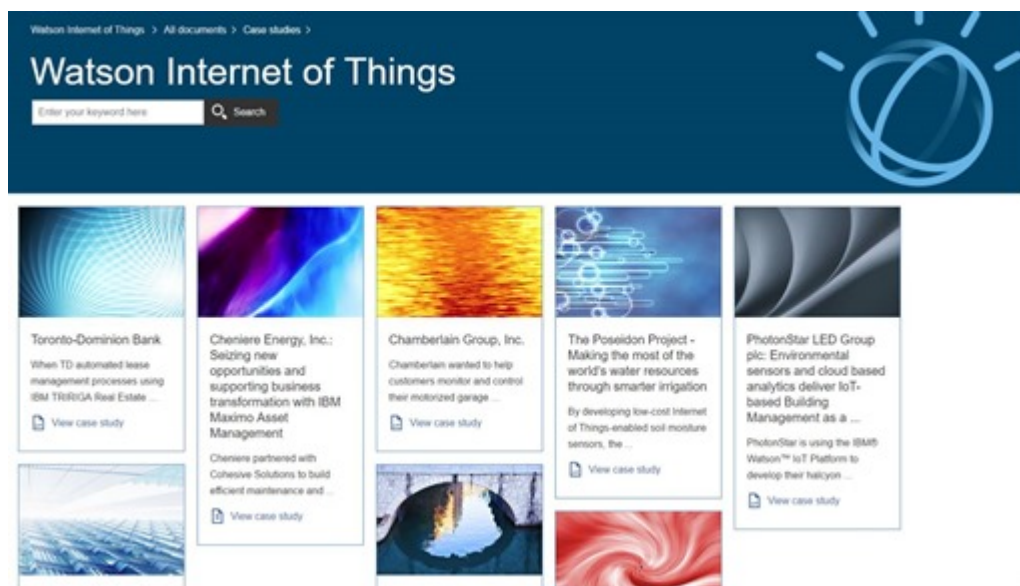 Watson Internet of Things > All documents > Case studies >
Watson Internet of Things
Enter your keyword here
Search
Toronto-Dominion Bank
When TD automated lease
management processes using
IBM TRIRIGA Real Estate ...
View case study
Cheniere Energy, Inc.:
Seizing new
opportunities and
supporting business
transformation with IBM
Maximo Asset
Management
Cheniere partnered with
Cohesive Solutions to build
efficient maintenance and ...
View case study
Chamberlain Group, Inc.
Chamberlain wanted to help
customers monitor and control
their motorized garage ...
View case study
The Poseidon Project -
Making the most of the
world's water resources
through smarter irrigation
By developing low-cost Internet
of Things-enabled soil moisture
sensors, the ...
View case study
PhotonStar LED Group
plc: Environmental
sensors and cloud based
analytics deliver IoT-
based Building
Management as a ...
PhotonStar is using the IBM®
Watson™ IoT Platform to
develop their halcyon ...
View case study